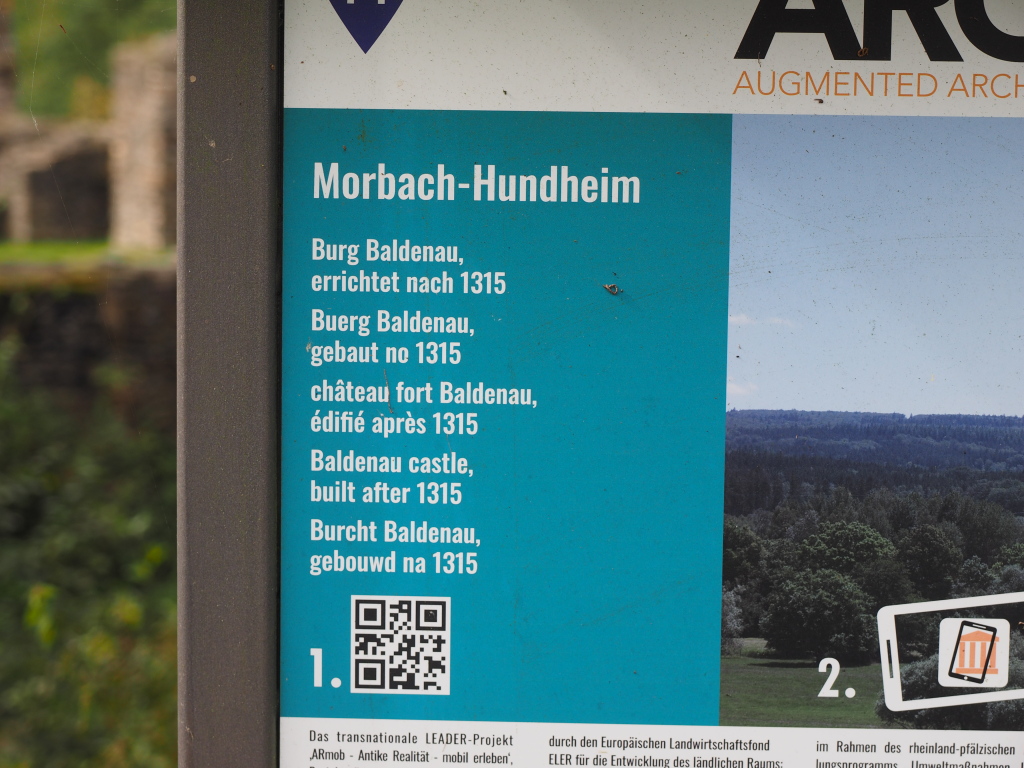 AUGMENTED
Morbach-Hundheim
Burg Baldenau,
errichtet nach 1315
Buerg Baldenau,
gebaut no 1315
château fort Baldenau,
édifié après 1315
Baldenau castle,
built after 1315
Burcht Baldenau,
gebouwd na 1315
1.
2.
Das transnationale LEADER-Projekt
‚ARmob - Antike Realität - mobil erleben‘,
durch den Europäischen Landwirtschaftsfond
ELER für die Entwicklung des ländlichen Raums:
im Rahmen des rheinland-pfälzischen